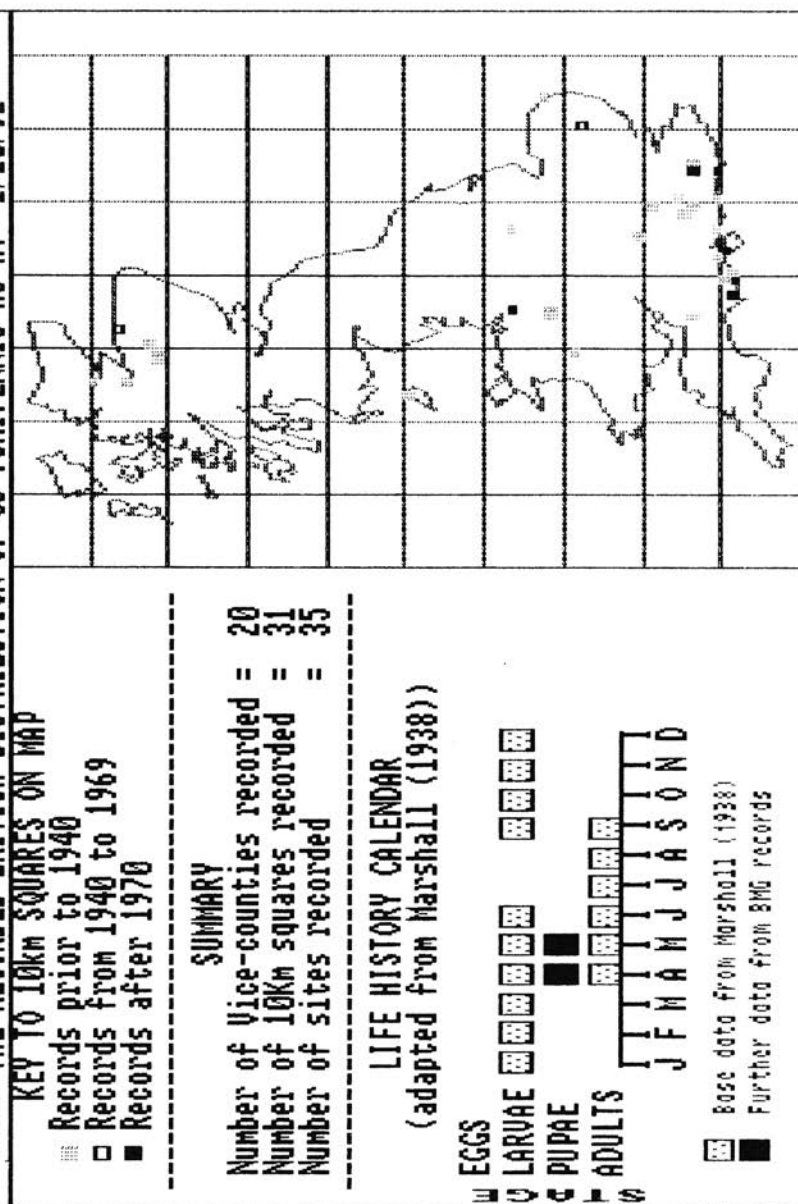 KEY TO 10km SQUARES ON MAP
Records prior to 1940
Records from 1940 to 1969
Records after 1970
SUMMARY
Number of Vice-counties recorded = 20
Number of 10Km squares recorded = 31
Number of sites recorded = 35
LIFE HISTORY CALENDAR
(adapted from Marshall (1938))
EGGS
LARVAE
PUPAE
ADULTS
J F M A M J J A S O N D
Base data from Marshall (1938)
Further data from BMG records